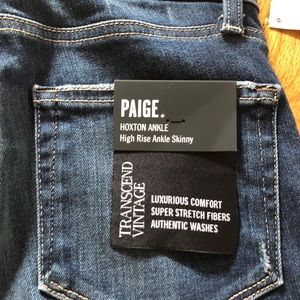 PAIGE.
HOXTON ANKLE
High Rise Ankle Skinny
TRANSCEND
VINTAGE
LUXURIOUS COMFORT
SUPER STRETCH FIBERS
AUTHENTIC WASHES